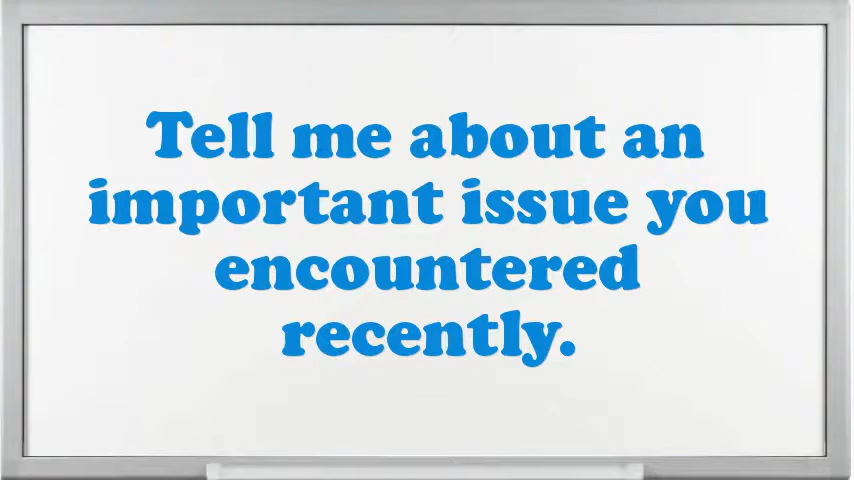 Tell me about an
important issue you
encountered
recently.